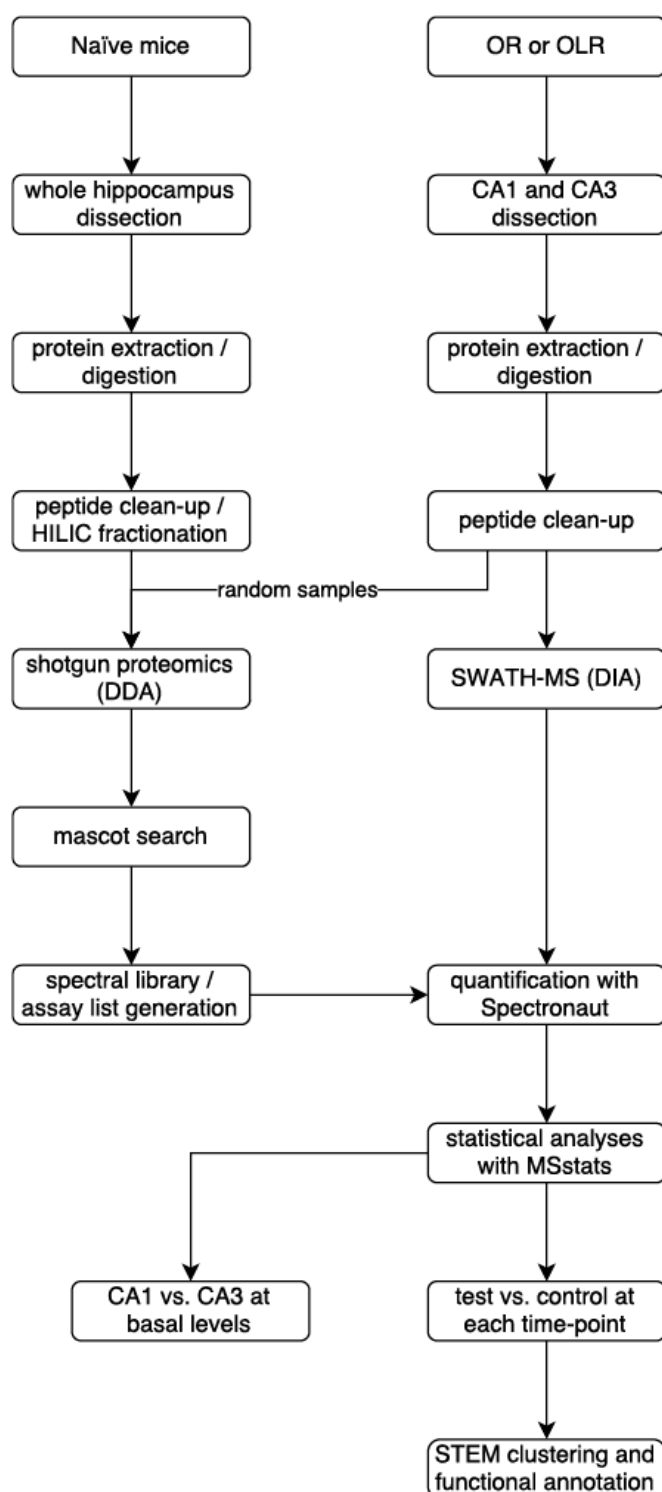 Naïve mice
OR or OLR
whole hippocampus
dissection
CA1 and CA3
dissection
protein extraction /
digestion
protein extraction /
digestion
peptide clean-up /
HILIC fractionation
peptide clean-up
random samples
shotgun proteomics
(DDA)
SWATH-MS (DIA)
mascot search
spectral library /
assay list generation
quantification with
Spectronaut
statistical analyses
with MSstats
CA1 vs. CA3 at
basal levels
test vs. control at
each time-point
STEM clustering and
functional annotation